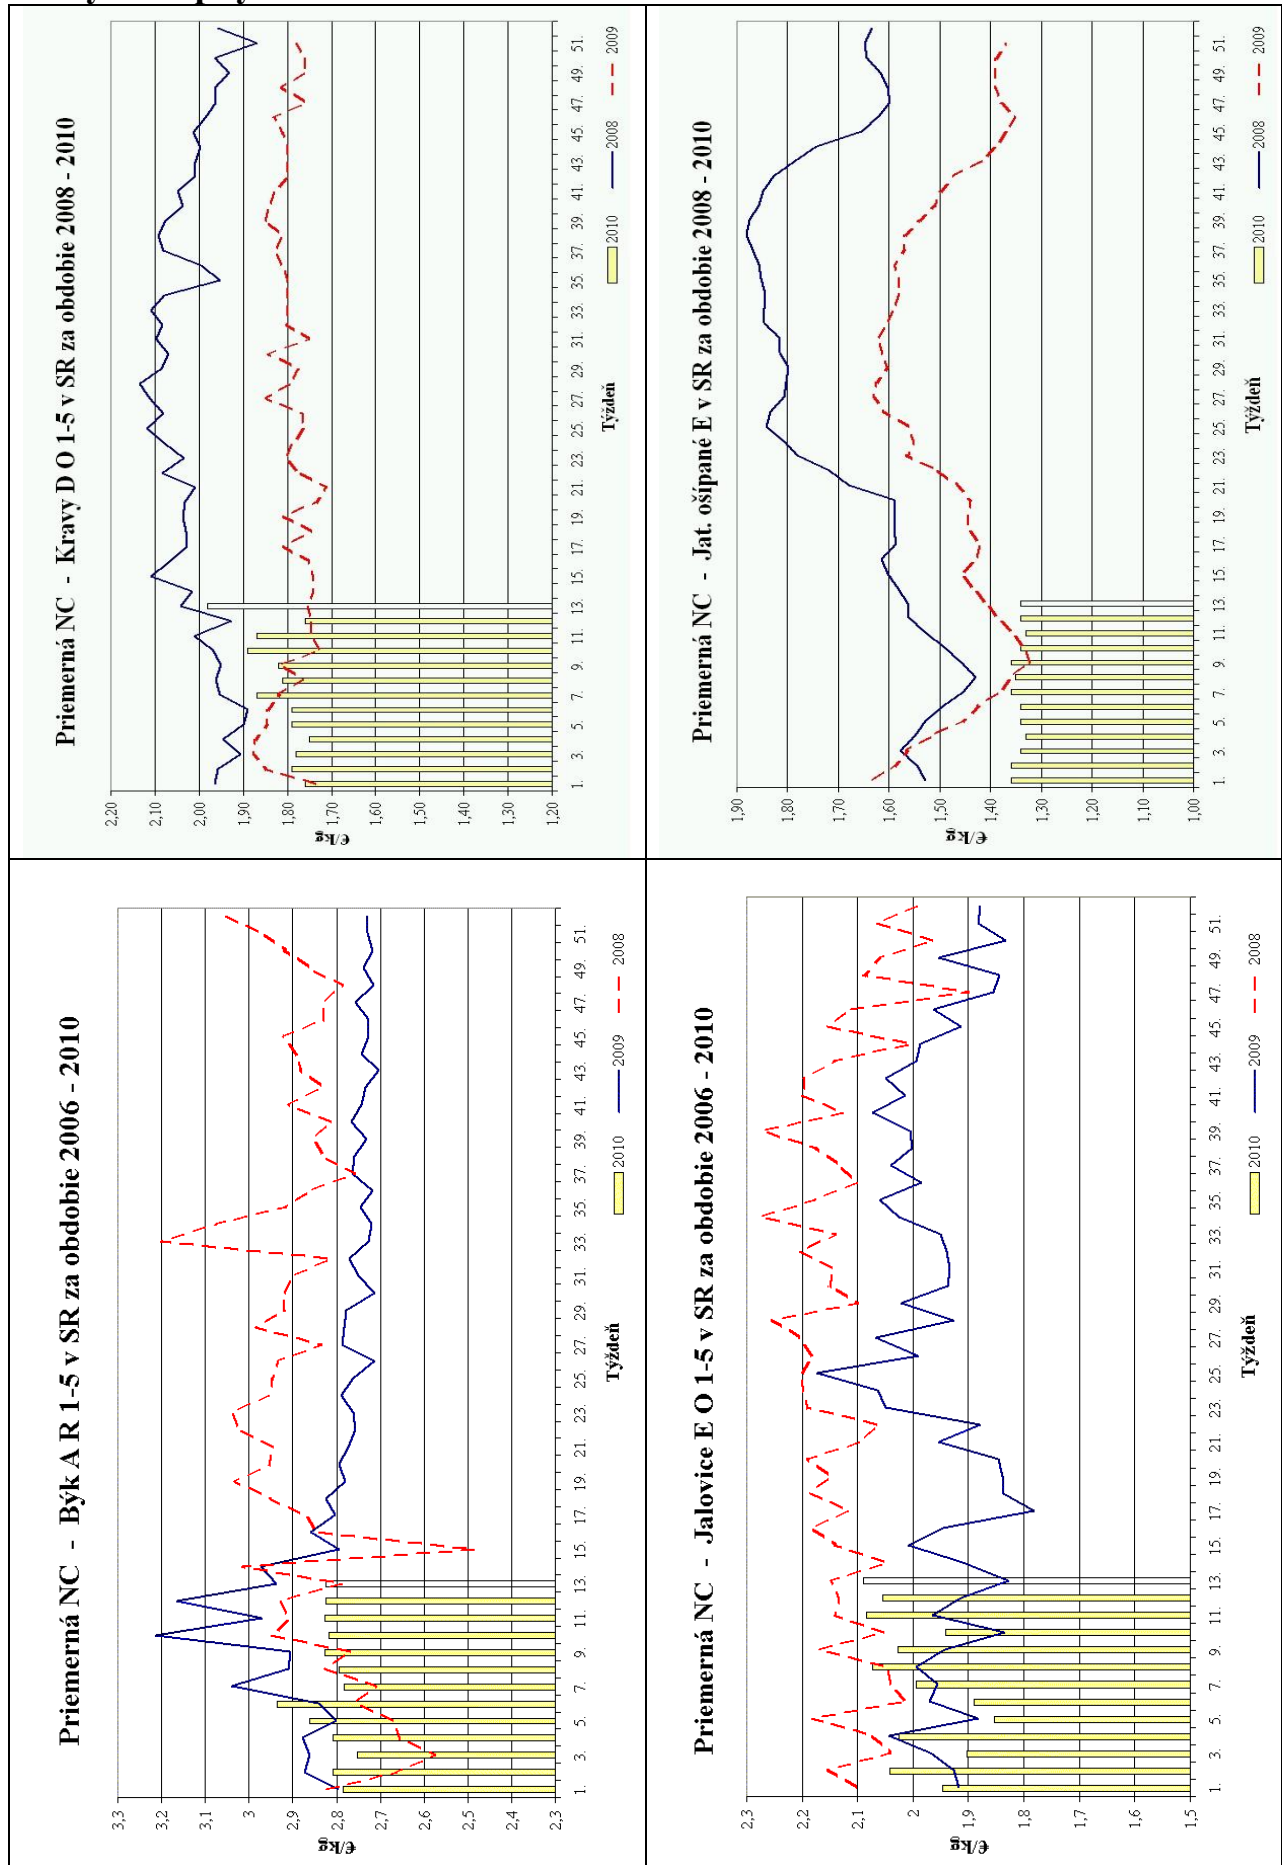 Priemerná NC - Býk A R 1-5 v SR za obdobie 2006 - 2010
€/kg
3,3
3,2
3,1
3
2,9
2,8
2,7
2,6
2,5
2,4
2,3
1. 3. 5. 7. 9. 11. 13. 15. 17. 19. 21. 23. 25. 27. 29. 31. 33. 35. 37. 39. 41. 43. 45. 47. 49. 51.
Týždeň
2010 2009 2008
Priemerná NC - Kravy D O 1-5 v SR za obdobie 2008 - 2010
€/kg
2,20
2,10
2,00
1,90
1,80
1,70
1,60
1,50
1,40
1,30
1,20
1. 3. 5. 7. 9. 11. 13. 15. 17. 19. 21. 23. 25. 27. 29. 31. 33. 35. 37. 39. 41. 43. 45. 47. 49. 51.
Týždeň
2010 2008 2009
Priemerná NC - Jalovice E O 1-5 v SR za obdobie 2006 - 2010
€/kg
2,3
2,2
2,1
2
1,9
1,8
1,7
1,6
1,5
1. 3. 5. 7. 9. 11. 13. 15. 17. 19. 21. 23. 25. 27. 29. 31. 33. 35. 37. 39. 41. 43. 45. 47. 49. 51.
Týždeň
2010 2009 2008
Priemerná NC - Jat. ošípané E v SR za obdobie 2008 - 2010
€/kg
1,90
1,80
1,70
1,60
1,50
1,40
1,30
1,20
1,10
1,00
1. 3. 5. 7. 9. 11. 13. 15. 17. 19. 21. 23. 25. 27. 29. 31. 33. 35. 37. 39. 41. 43. 45. 47. 49. 51.
Týždeň
2010 2008 2009